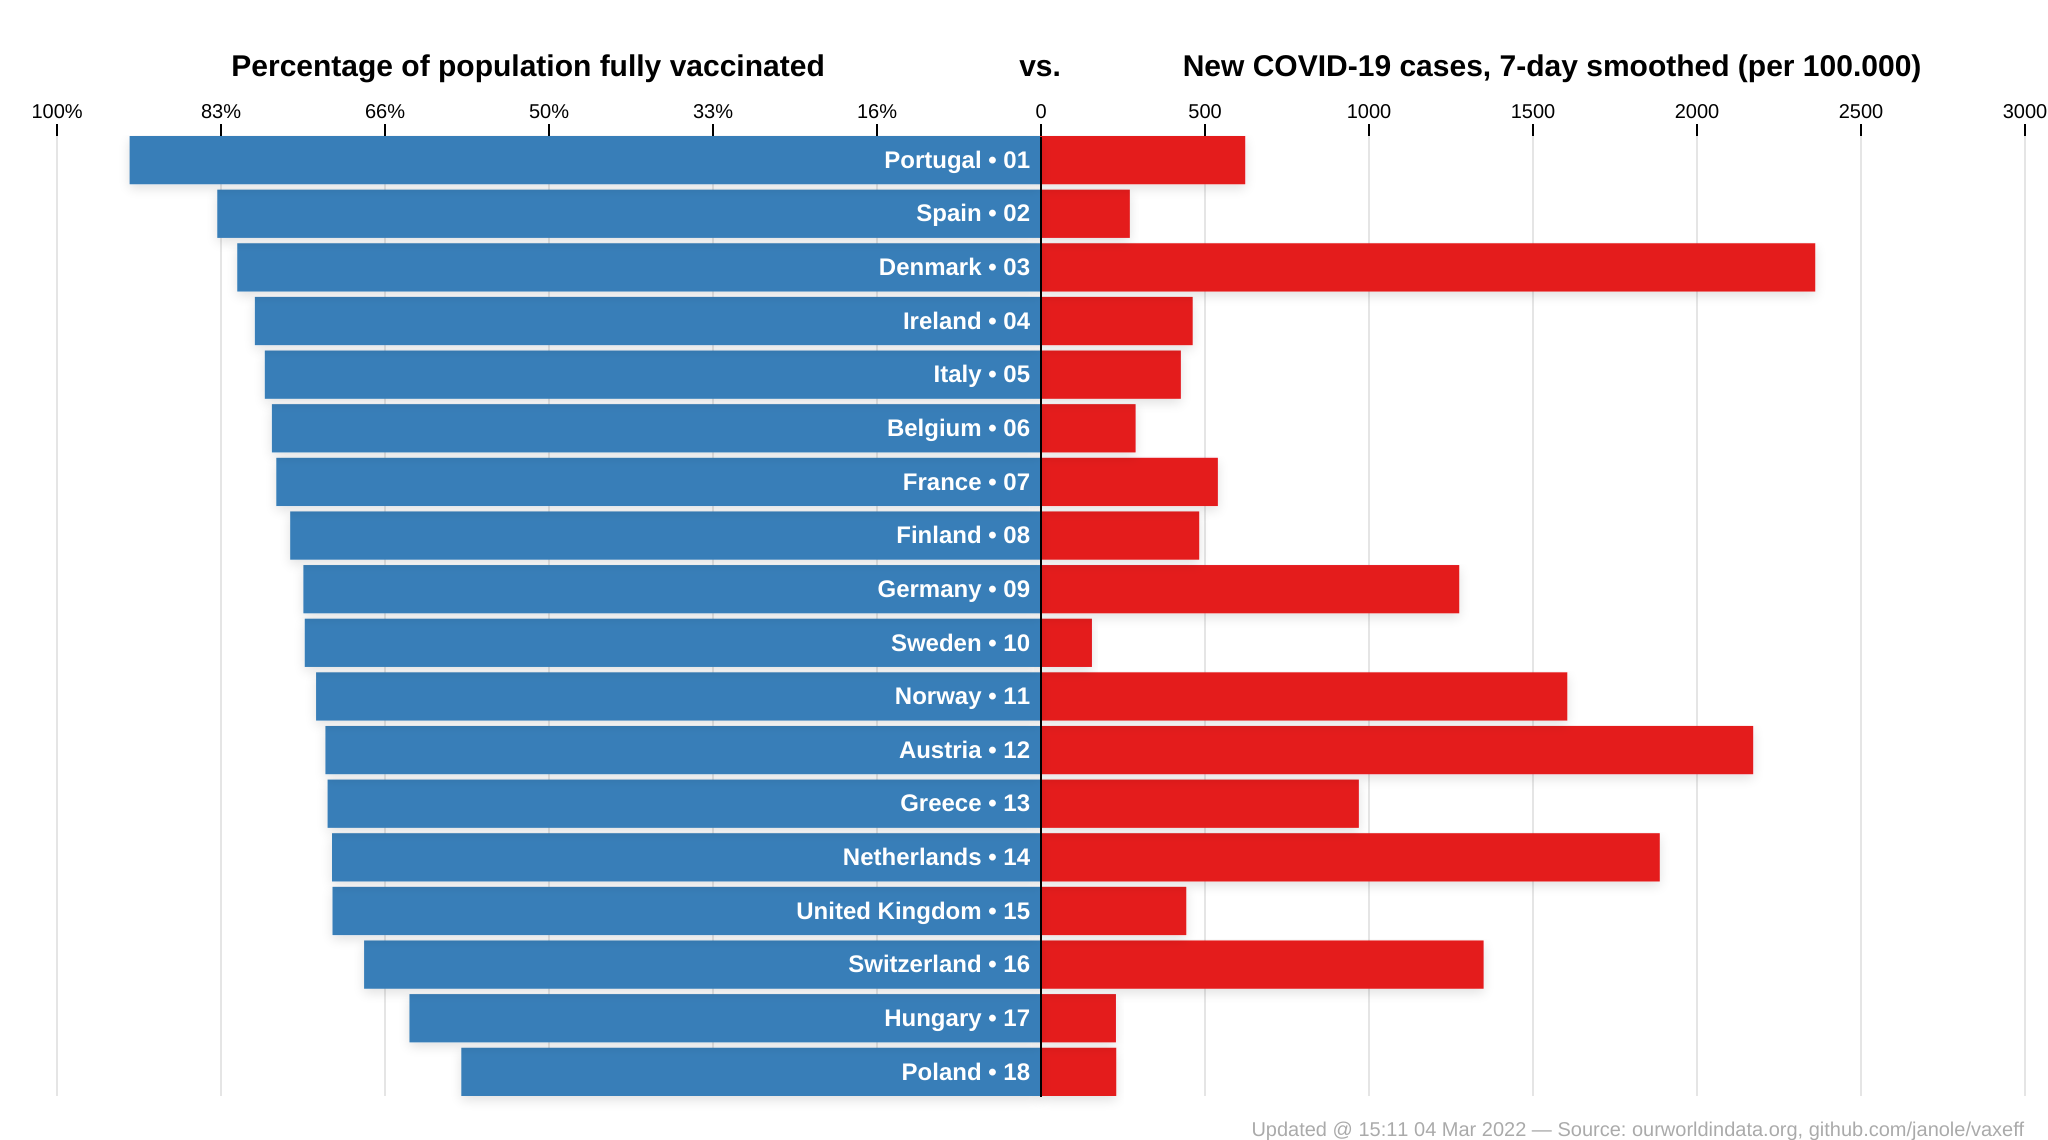 Percentage of population fully vaccinated vs. New COVID-19 cases, 7-day smoothed (per 100.000)
100% 83% 66% 50% 33% 16% 0 500 1000 1500 2000 2500 3000
Portugal • 01
Spain • 02
Denmark • 03
Ireland • 04
Italy • 05
Belgium • 06
France • 07
Finland • 08
Germany • 09
Sweden • 10
Norway • 11
Austria • 12
Greece • 13
Netherlands • 14
United Kingdom • 15
Switzerland • 16
Hungary • 17
Poland • 18
Updated @ 15:11 04 Mar 2022 — Source: ourworldindata.org, github.com/janole/vaxeff